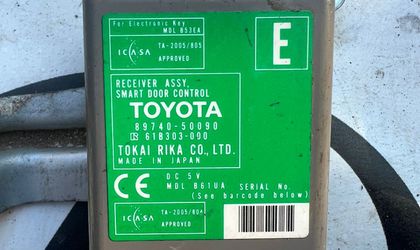 For Electronic Key
MDL B53EA
ICASA
TA-2005/805
APPROVED
E
RECEIVER ASSY,
SMART DOOR CONTROL
TOYOTA
89740-50090
618303-000
TOKAI RIKA CO., LTD.
MADE IN JAPAN
CE
DC 5V
MDL B61UA
SERIAL No.
(See barcode below)
ICASA
TA-2005/804
APPROVED